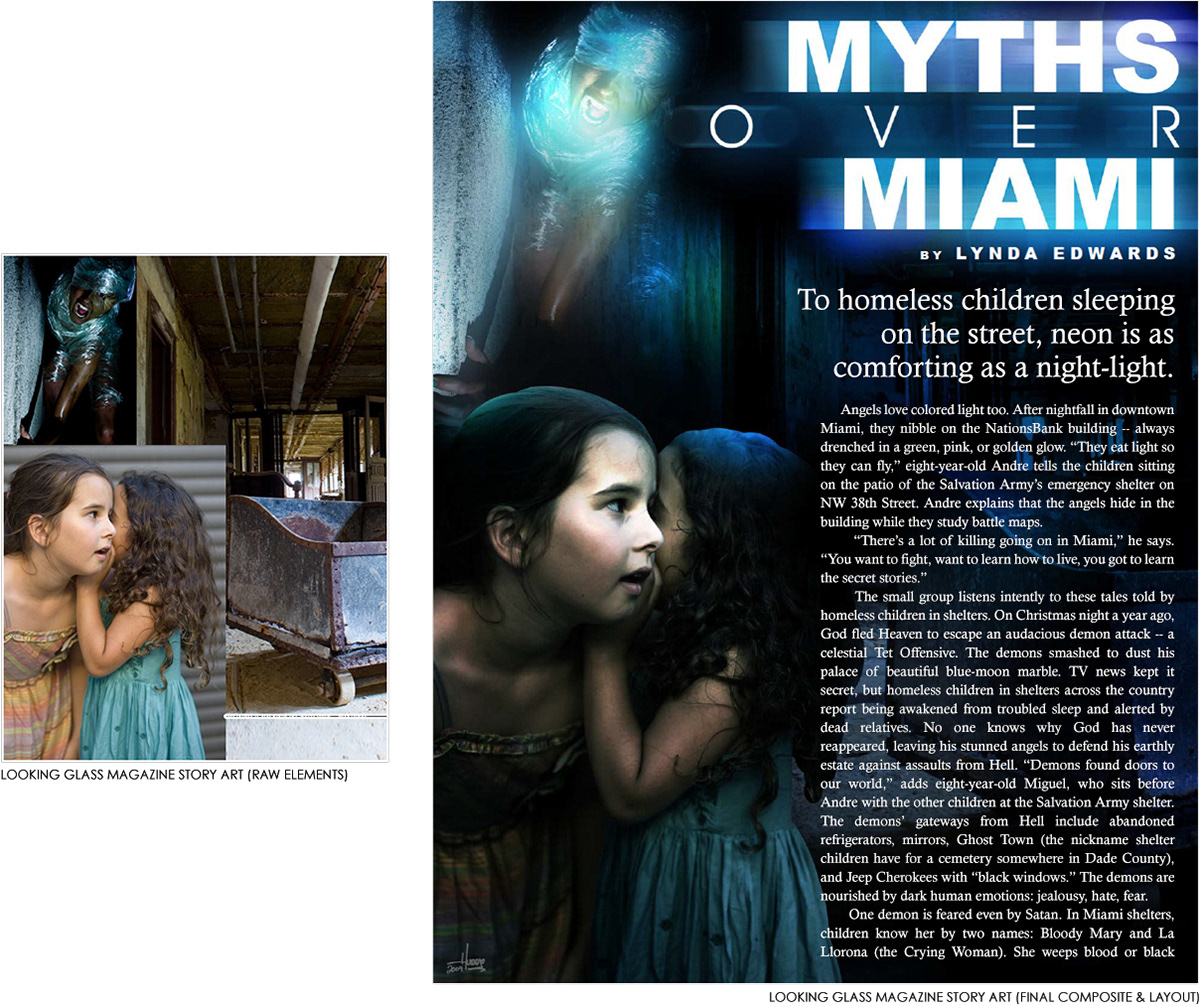 MYTHS
OVER
MIAMI
BY LYNDA EDWARDS
To homeless children sleeping
on the street, neon is as
comforting as a night-light.
Angels love colored light too. After nightfall in downtown
Miami, they nibble on the NationsBank building -- always
drenched in a green, pink, or golden glow. “They eat light so
they can fly,” eight-year-old Andre tells the children sitting
on the patio of the Salvation Army’s emergency shelter on
NW 38th Street. Andre explains that the angels hide in the
building while they study battle maps.
“There’s a lot of killing going on in Miami,” he says.
“You want to fight, want to learn how to live, you got to learn
the secret stories.”
The small group listens intently to these tales told by
homeless children in shelters. On Christmas night a year ago,
God fled Heaven to escape an audacious demon attack -- a
celestial Tet Offensive. The demons smashed to dust his
palace of beautiful blue-moon marble. TV news kept it
secret, but homeless children in shelters across the country
report being awakened from troubled sleep and alerted by
dead relatives. No one knows why God has never
reappeared, leaving his stunned angels to defend his earthly
estate against assaults from Hell. “Demons found doors to
our world,” adds eight-year-old Miguel, who sits before
Andre with the other children at the Salvation Army shelter.
The demons’ gateways from Hell include abandoned
refrigerators, mirrors, Ghost Town (the nickname shelter
children have for a cemetery somewhere in Dade County),
and Jeep Cherokees with “black windows.” The demons are
nourished by dark human emotions: jealousy, hate, fear.
One demon is feared even by Satan. In Miami shelters,
children know her by two names: Bloody Mary and La
Llorona (the Crying Woman). She weeps blood or black
LOOKING GLASS MAGAZINE STORY ART (RAW ELEMENTS)
LOOKING GLASS MAGAZINE STORY ART (FINAL COMPOSITE & LAYOUT)